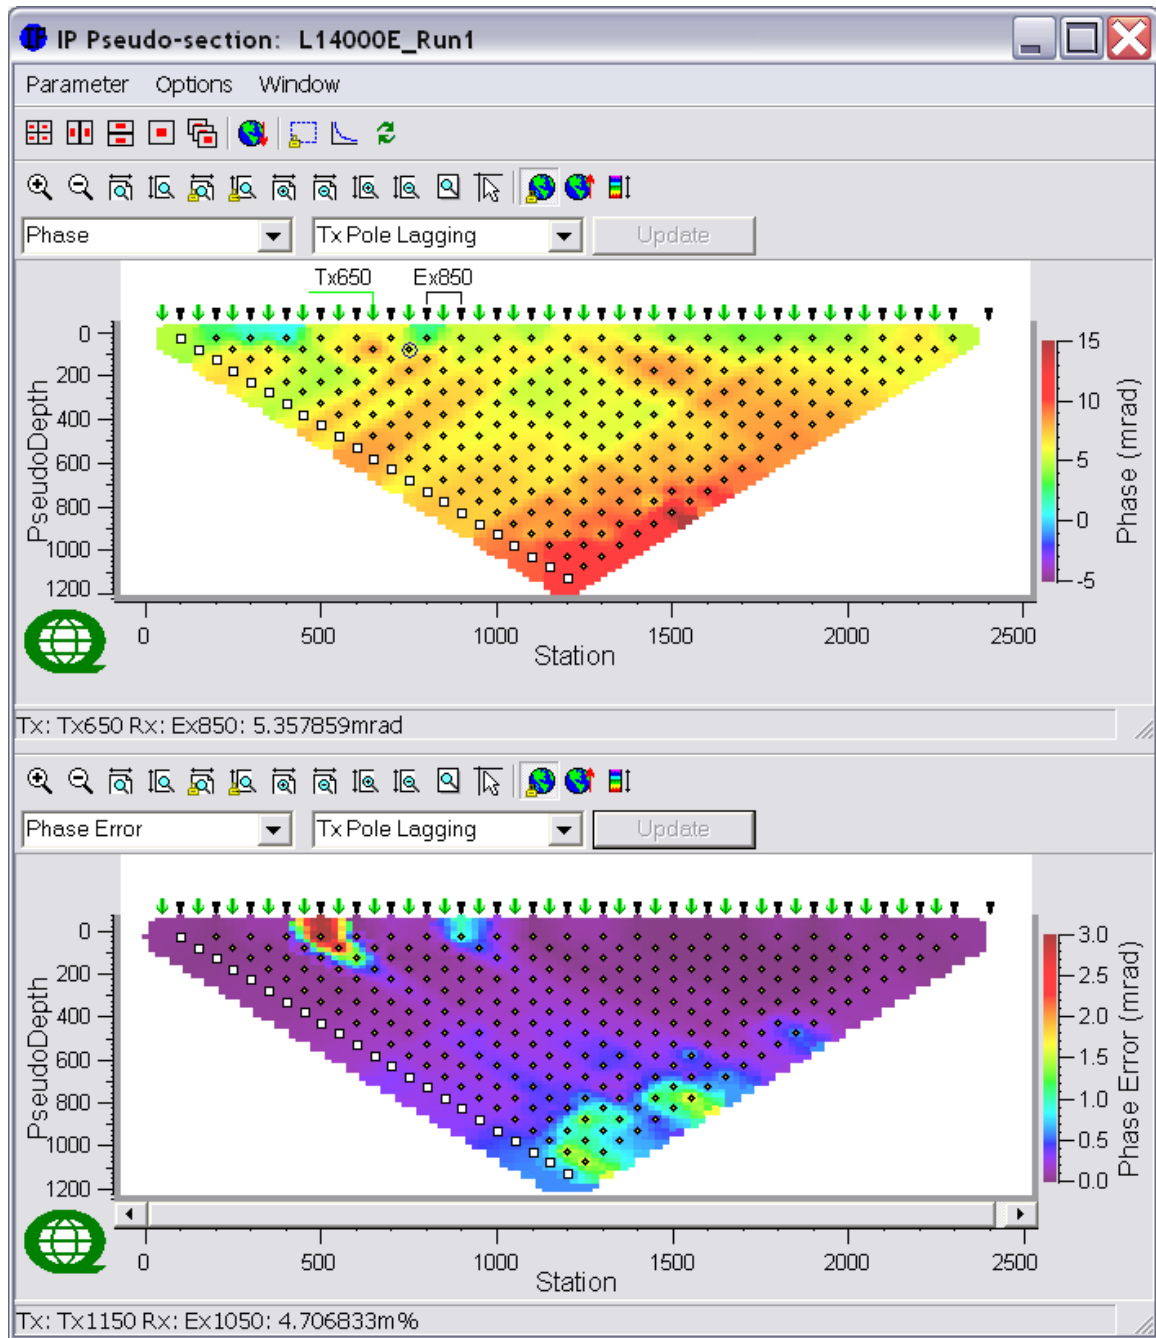 IP Pseudo-section: L14000E_Run1
Parameter Options Window
Phase Tx Pole Lagging Update
Tx650 Ex850
0
200
400
600
800
1000
1200
PseudoDepth
15
10
5
0
-5
Phase (mrad)
0 500 1000 1500 2000 2500
Station
Tx: Tx650 Rx: Ex850: 5.357859mrad
Phase Error Tx Pole Lagging Update
0
200
400
600
800
1000
1200
PseudoDepth
3.0
2.5
2.0
1.5
1.0
0.5
0.0
Phase Error (mrad)
0 500 1000 1500 2000 2500
Station
Tx: Tx1150 Rx: Ex1050: 4.706833m%